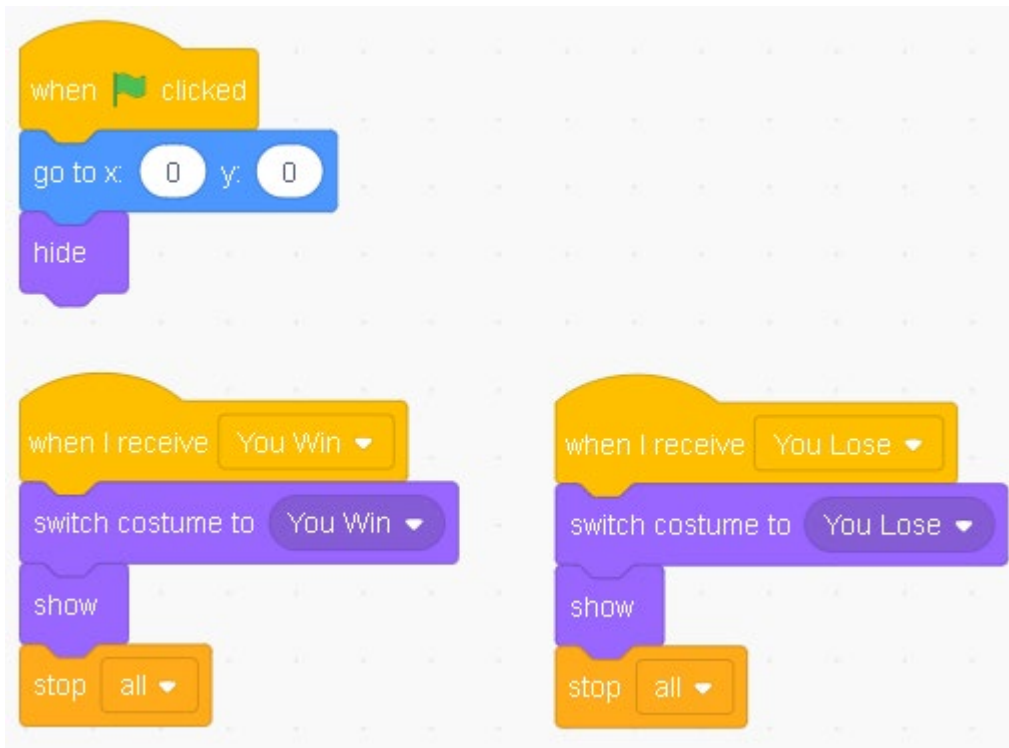 when clicked
go to x: 0 y: 0
hide
when I receive You Win
switch costume to You Win
show
stop all
when I receive You Lose
switch costume to You Lose
show
stop all